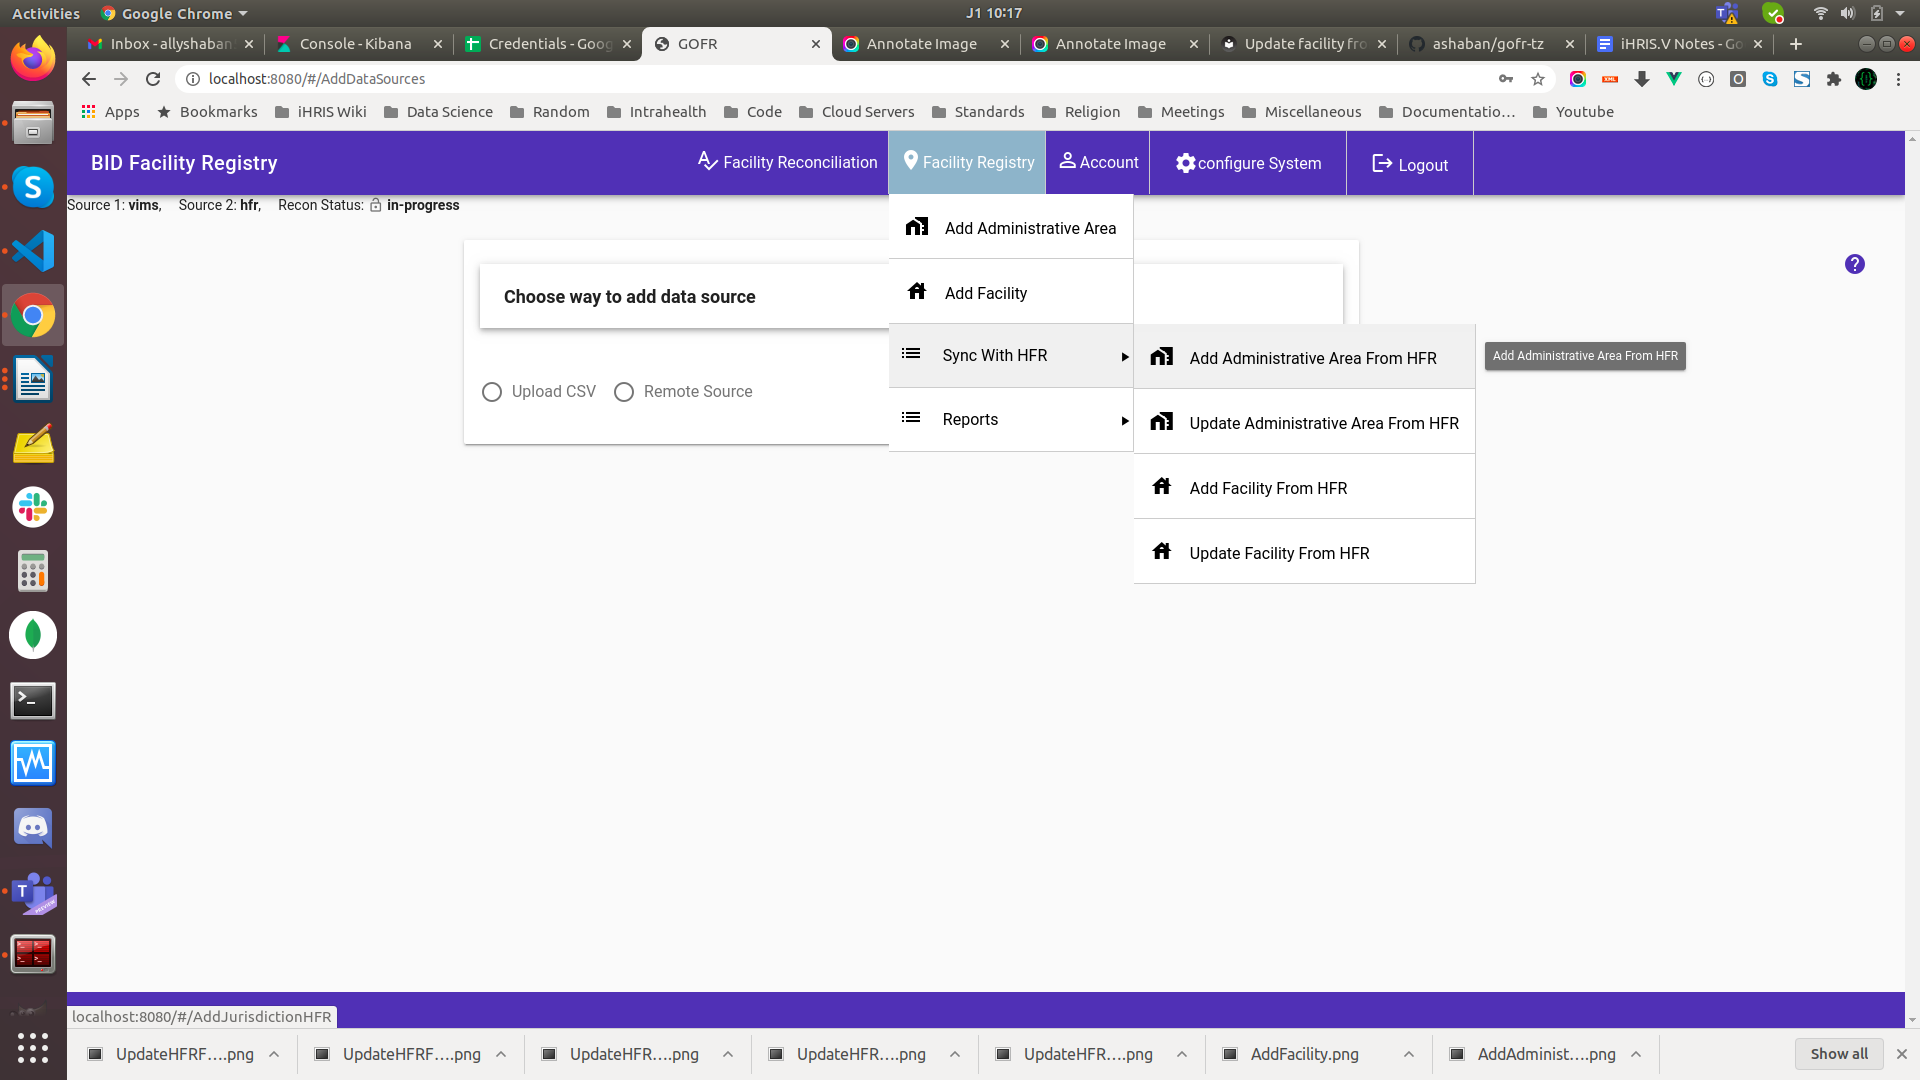 Activities Google Chrome J1 10:17
Inbox - allyshaban Console - Kibana Credentials - Goog GOFR Annotate Image Annotate Image Update facility fro ashaban/gofr-tz iHRIS.V Notes - Go
localhost:8080/#/AddDataSources
Apps Bookmarks iHRIS Wiki Data Science Random Intrahealth Code Cloud Servers Standards Religion Meetings Miscellaneous Documentatio… Youtube
BID Facility Registry Facility Reconciliation Facility Registry Account configure System Logout
Source 1: vims, Source 2: hfr, Recon Status: in-progress
Add Administrative Area
Choose way to add data source
Add Facility
Sync With HFR
Add Administrative Area From HFR
Add Administrative Area From HFR
Upload CSV Remote Source
Reports
Update Administrative Area From HFR
Add Facility From HFR
Update Facility From HFR
localhost:8080/#/AddJurisdictionHFR
UpdateHFRF….png UpdateHFRF….png UpdateHFR….png UpdateHFR….png UpdateHFR….png AddFacility.png AddAdminist….png Show all